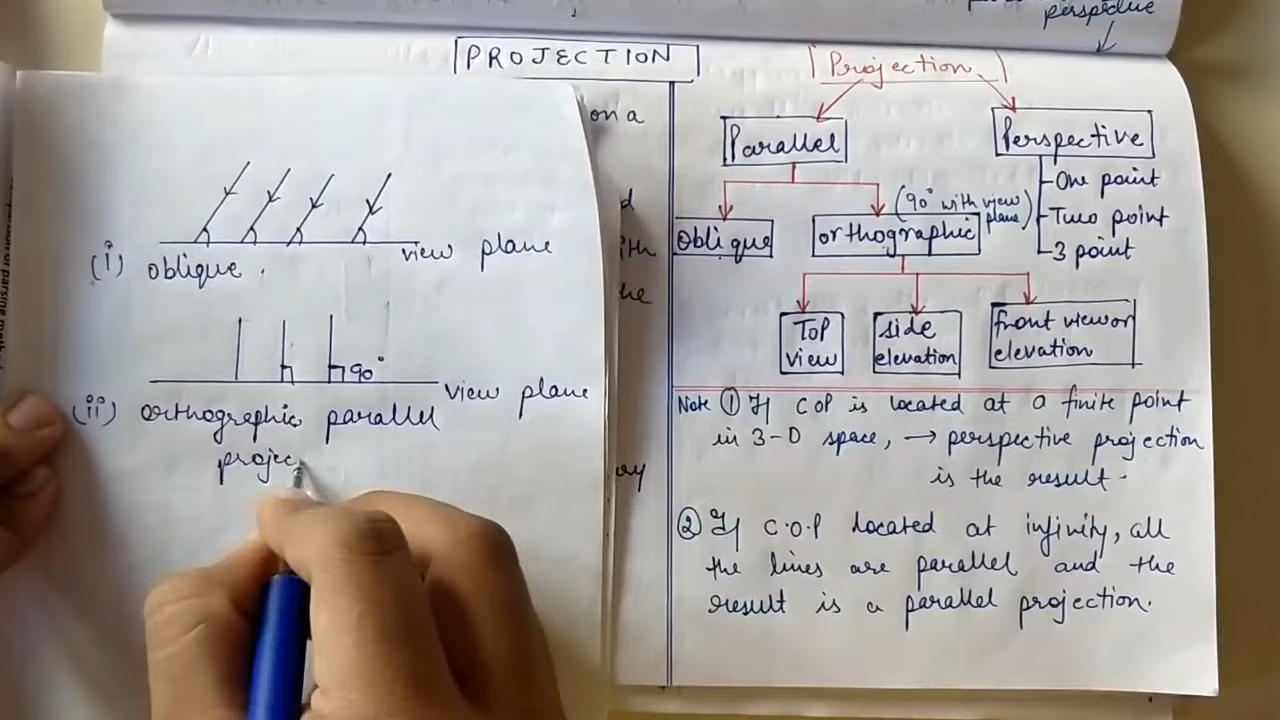 perspective
PROJECTION
on a
(i) oblique
view plane
90°
view plane
(ii) orthographic parallel
projec
Projection
Parallel
Perspective
One point
Two point
3 point
oblique
orthographic
(90° with view
plane)
Top
view
side
elevation
front view or
elevation
Note ① If COP is located at a finite point
in 3-D space, → perspective projection
is the result.
② If C.O.P located at infinity, all
the lines are parallel and the
result is a parallel projection.